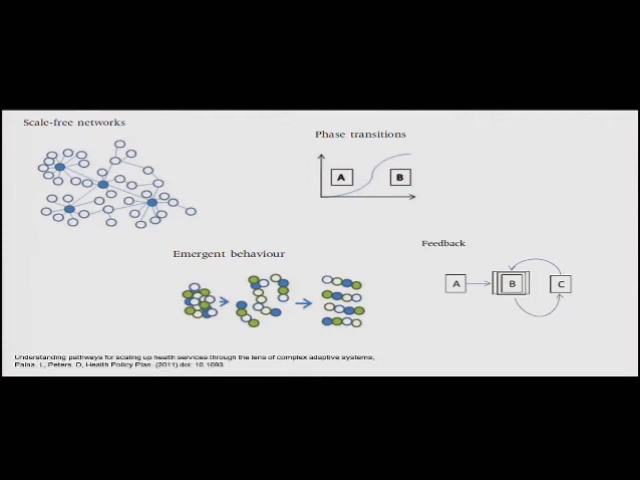 Scale-free networks
Phase transitions
A
B
Emergent behaviour
Feedback
A
B
C
Understanding pathways for scaling up health services through the lens of complex adaptive systems,
Paina. L, Peters. D, Health Policy Plan. (2011) doi: 10.1093